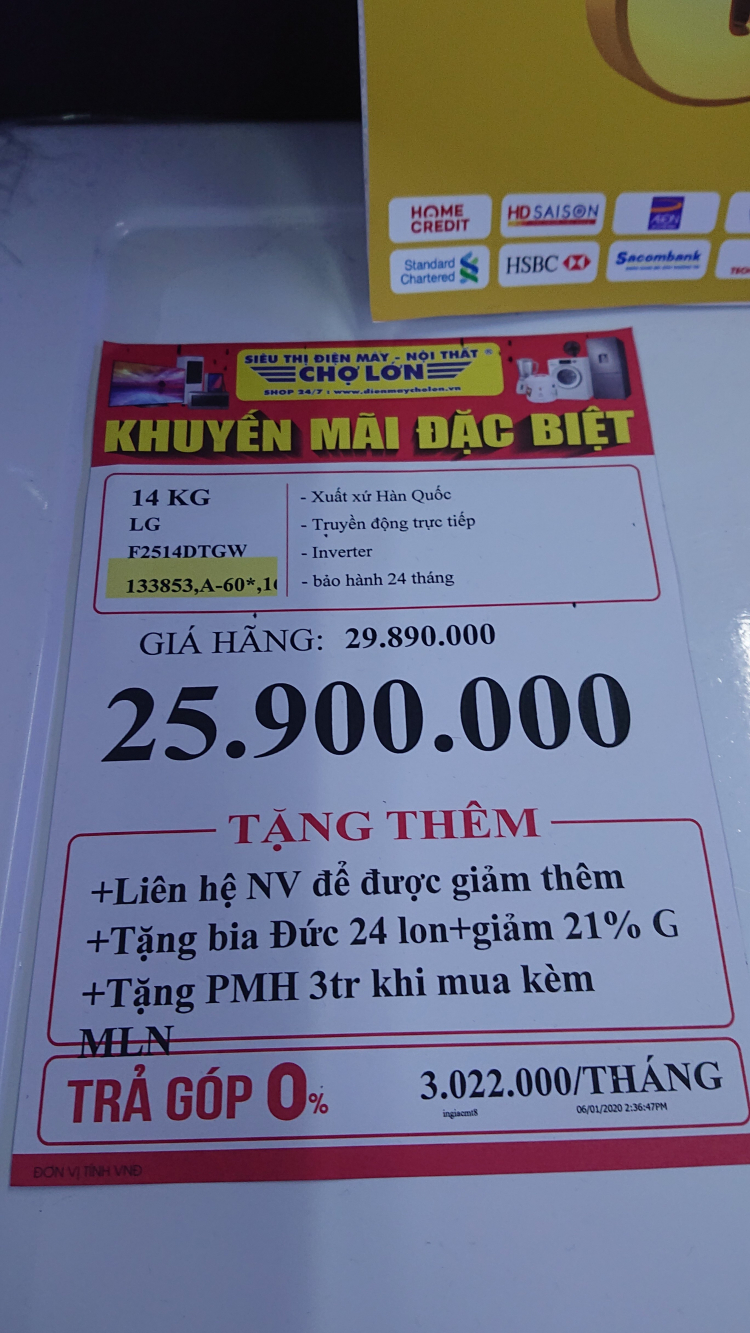 HOME
CREDIT
HD SAISON
AEON
Standard
Chartered
HSBC
Sacombank
TECH
SIÊU THỊ ĐIỆN MÁY - NỘI THẤT ®
CHỢ LỚN
SHOP 24/7 : www.dienmaycholon.vn
KHUYẾN MÃI ĐẶC BIỆT
14 KG
LG
F2514DTGW
133853,A-60*,1
- Xuất xứ Hàn Quốc
- Truyền động trực tiếp
- Inverter
- bảo hành 24 tháng
GIÁ HÃNG: 29.890.000
25.900.000
TẶNG THÊM
+Liên hệ NV để được giảm thêm
+Tặng bia Đức 24 lon+giảm 21% G
+Tặng PMH 3tr khi mua kèm
MLN
TRẢ GÓP 0%
3.022.000/THÁNG
ingiacmt8
06/01/2020 2:36:47PM
ĐƠN VỊ TÍNH VNĐ